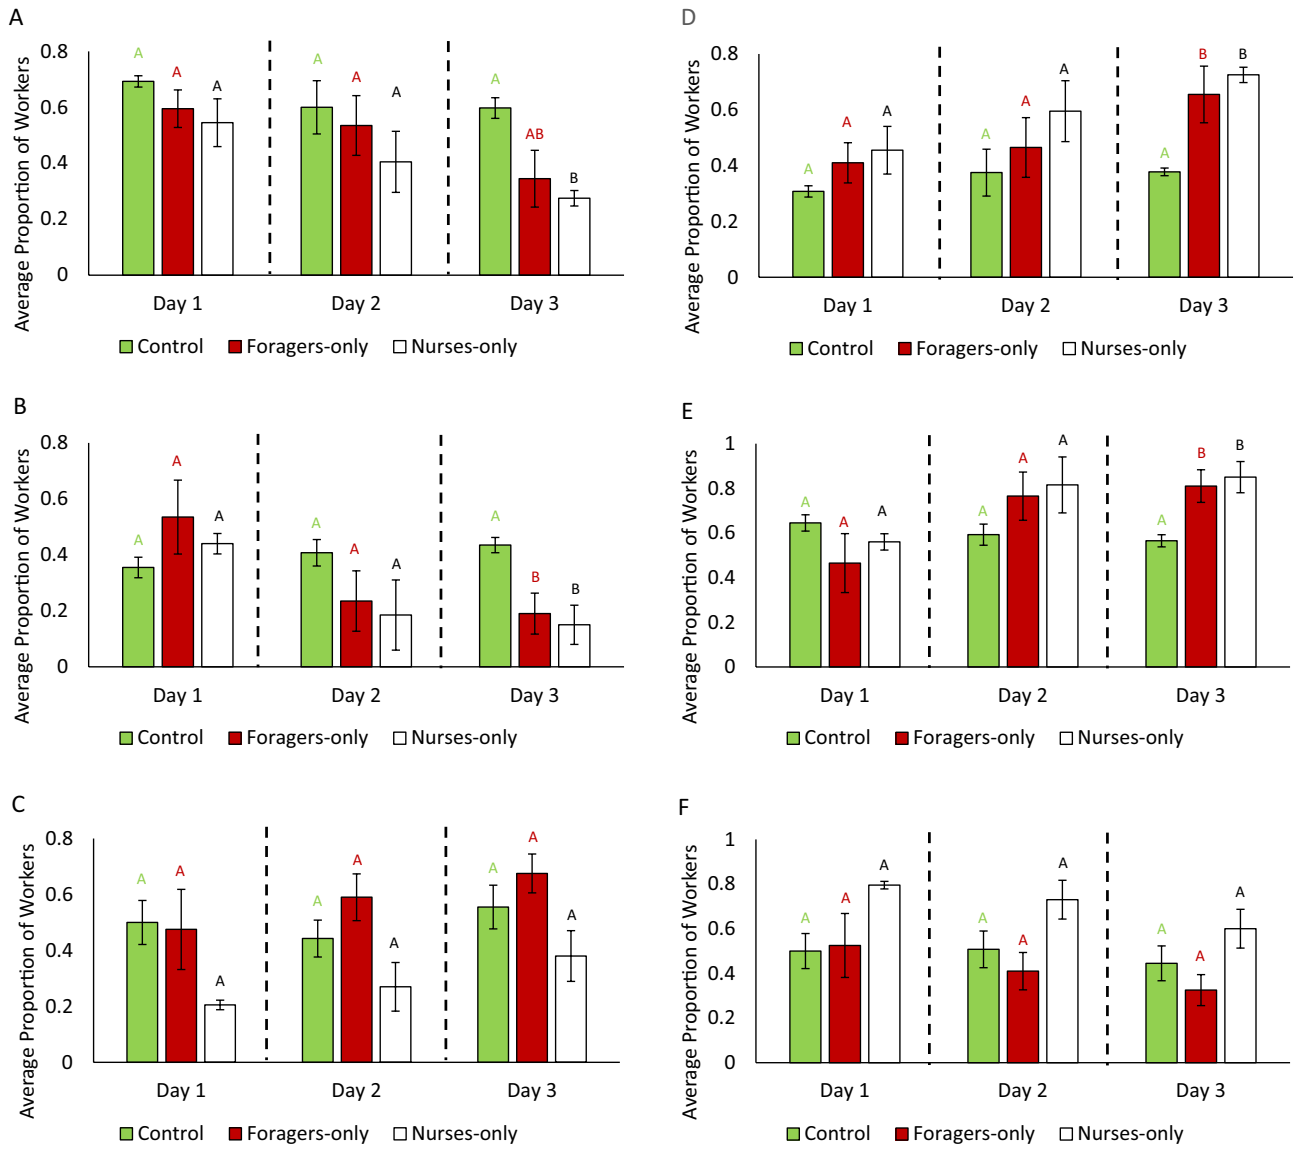 A
Average Proportion of Workers
0.8
0.6
0.4
0.2
0
A A A A A A A AB B
Day 1 Day 2 Day 3
Control Foragers-only Nurses-only
D
Average Proportion of Workers
0.8
0.6
0.4
0.2
0
A A A A A A A B B
Day 1 Day 2 Day 3
Control Foragers-only Nurses-only
B
Average Proportion of Workers
0.8
0.6
0.4
0.2
0
A A A A A A A B B
Day 1 Day 2 Day 3
Control Foragers-only Nurses-only
E
Average Proportion of Workers
1
0.8
0.6
0.4
0.2
0
A A A A A A A B B
Day 1 Day 2 Day 3
Control Foragers-only Nurses-only
C
Average Proportion of Workers
0.8
0.6
0.4
0.2
0
A A A A A A A A A
Day 1 Day 2 Day 3
Control Foragers-only Nurses-only
F
Average Proportion of Workers
1
0.8
0.6
0.4
0.2
0
A A A A A A A A A
Day 1 Day 2 Day 3
Control Foragers-only Nurses-only